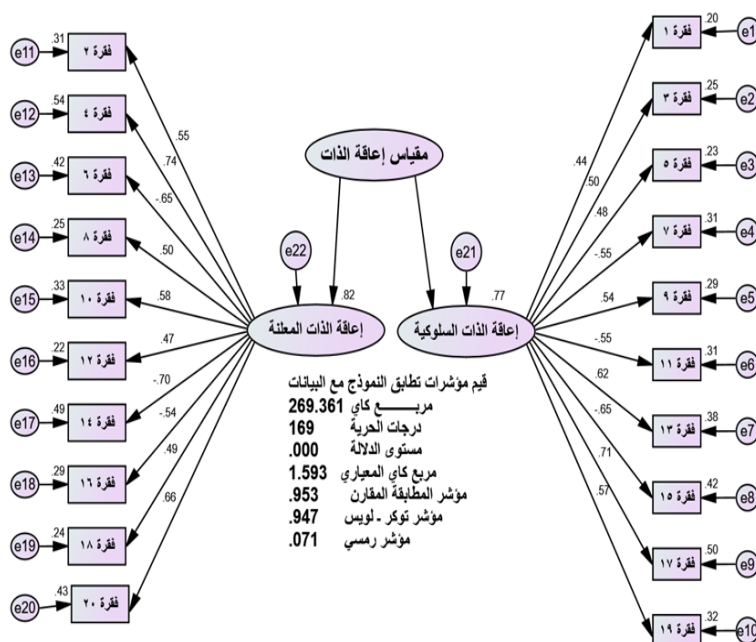 مقياس إعاقة الذات
إعاقة الذات السلوكية
.77
e21
إعاقة الذات المعلنة
.82
e22
فقرة ١
.20
e1
.44
فقرة ٣
.25
e2
.50
فقرة ٥
.23
e3
.48
فقرة ٧
.31
e4
-.55
فقرة ٩
.29
e5
.54
فقرة ١١
.31
e6
-.55
فقرة ١٣
.38
e7
.62
فقرة ١٥
.42
e8
-.65
فقرة ١٧
.50
e9
.71
فقرة ١٩
.32
e10
.57
فقرة ٢
.31
e11
.55
فقرة ٤
.54
e12
.74
فقرة ٦
.42
e13
-.65
فقرة ٨
.25
e14
.50
فقرة ١٠
.33
e15
.58
فقرة ١٢
.22
e16
.47
فقرة ١٤
.49
e17
-.70
فقرة ١٦
.29
e18
-.54
فقرة ١٨
.24
e19
.49
فقرة ٢٠
.43
e20
.66
قيم مؤشرات تطابق النموذج مع البيانات
مربـــــع كاي 269.361
درجات الحرية 169
مستوى الدلالة .000
مربع كاي المعياري 1.593
مؤشر المطابقة المقارن .953
مؤشر توكر - لويس .947
مؤشر رمسي .071